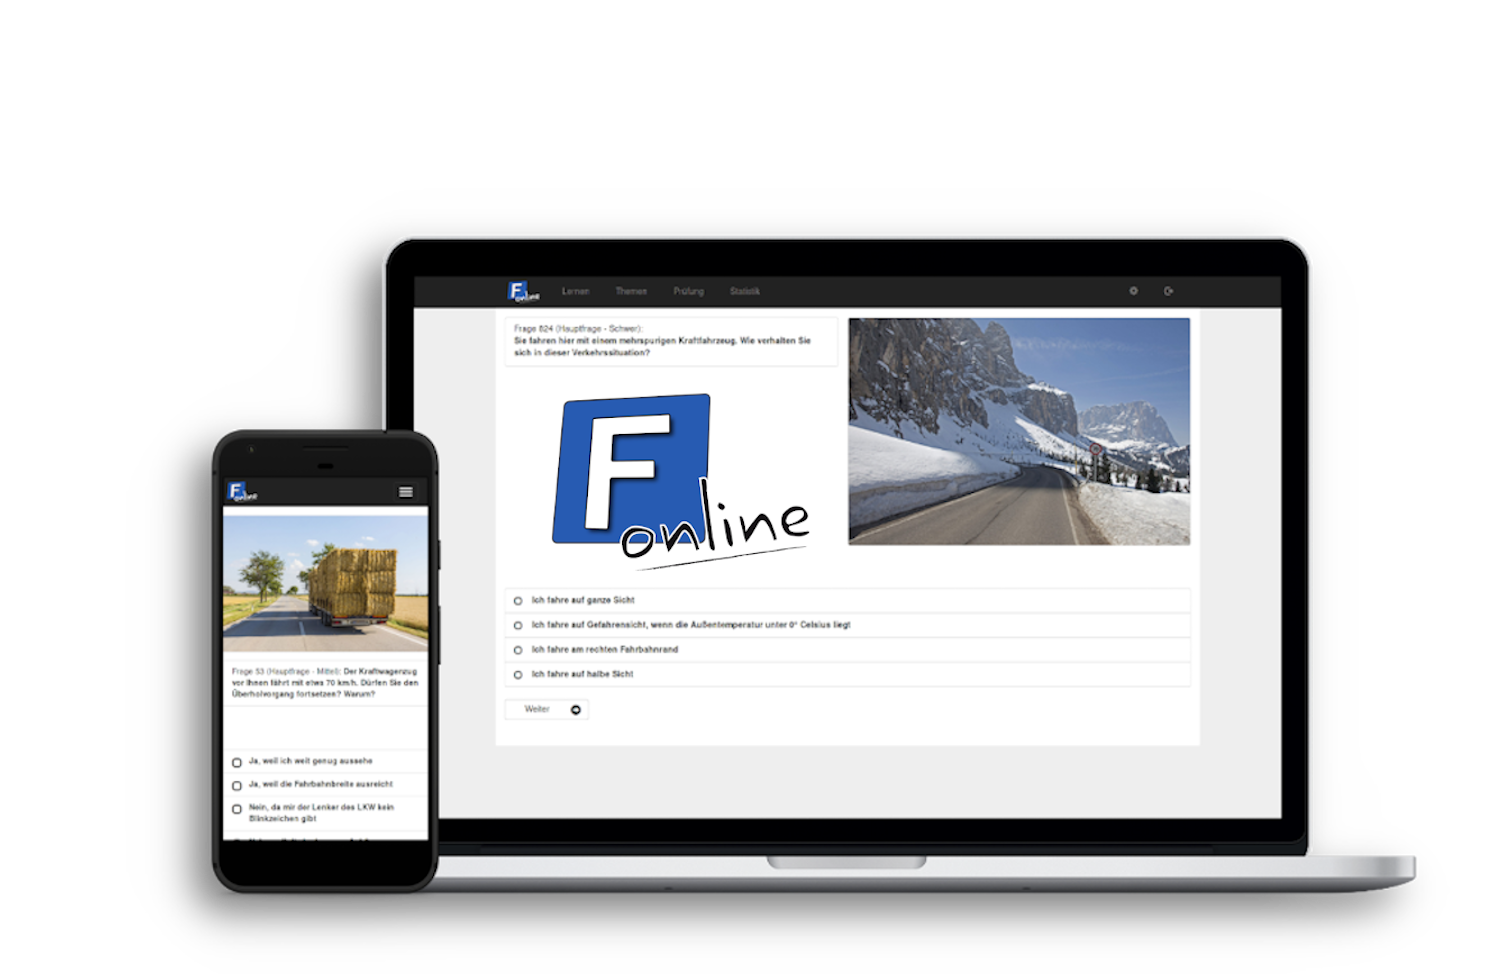 F online
Lernen Themen Prüfung Statistik
Frage 824 (Hauptfrage - Schwer):
Sie fahren hier mit einem mehrspurigen Kraftfahrzeug. Wie verhalten Sie
sich in dieser Verkehrssituation?
F
online
Ich fahre auf ganze Sicht
Ich fahre auf Gefahrensicht, wenn die Außentemperatur unter 0° Celsius liegt
Ich fahre am rechten Fahrbahnrand
Ich fahre auf halbe Sicht
Weiter
F online
Frage 53 (Hauptfrage - Mittel): Der Kraftwagenzug
vor Ihnen fährt mit etwa 70 km/h. Dürfen Sie den
Überholvorgang fortsetzen? Warum?
Ja, weil ich weit genug aussehe
Ja, weil die Fahrbahnbreite ausreicht
Nein, da mir der Lenker des LKW kein
Blinkzeichen gibt